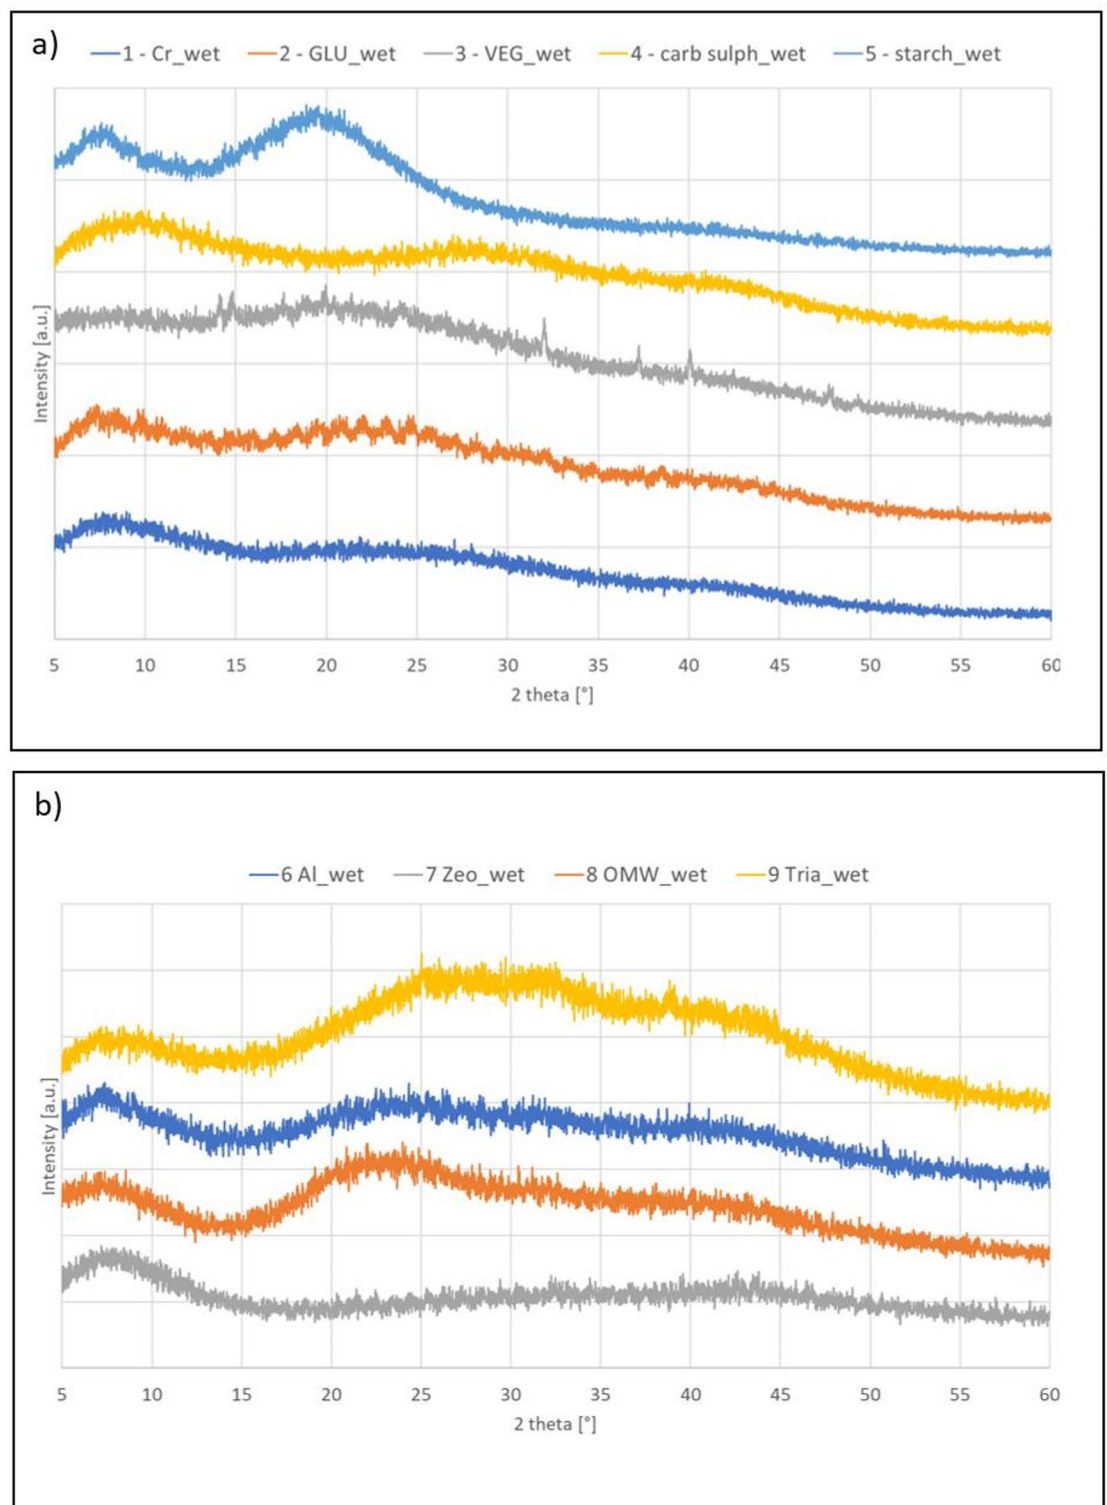 a)
1 - Cr_wet 2 - GLU_wet 3 - VEG_wet 4 - carb sulph_wet 5 - starch_wet
Intensity [a.u.]
5 10 15 20 25 30 35 40 45 50 55 60
2 theta [°]
b)
6 Al_wet 7 Zeo_wet 8 OMW_wet 9 Tria_wet
Intensity [a.u.]
5 10 15 20 25 30 35 40 45 50 55 60
2 theta [°]